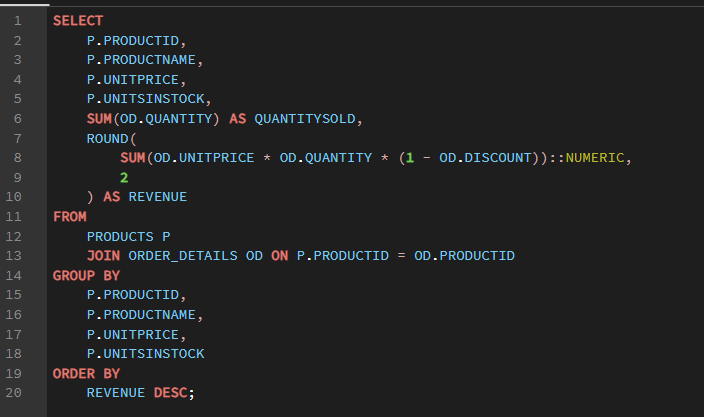 1 SELECT
2 P.PRODUCTID,
3 P.PRODUCTNAME,
4 P.UNITPRICE,
5 P.UNITSINSTOCK,
6 SUM(OD.QUANTITY) AS QUANTITYSOLD,
7 ROUND(
8 SUM(OD.UNITPRICE * OD.QUANTITY * (1 - OD.DISCOUNT))::NUMERIC,
9 2
10 ) AS REVENUE
11 FROM
12 PRODUCTS P
13 JOIN ORDER_DETAILS OD ON P.PRODUCTID = OD.PRODUCTID
14 GROUP BY
15 P.PRODUCTID,
16 P.PRODUCTNAME,
17 P.UNITPRICE,
18 P.UNITSINSTOCK
19 ORDER BY
20 REVENUE DESC;